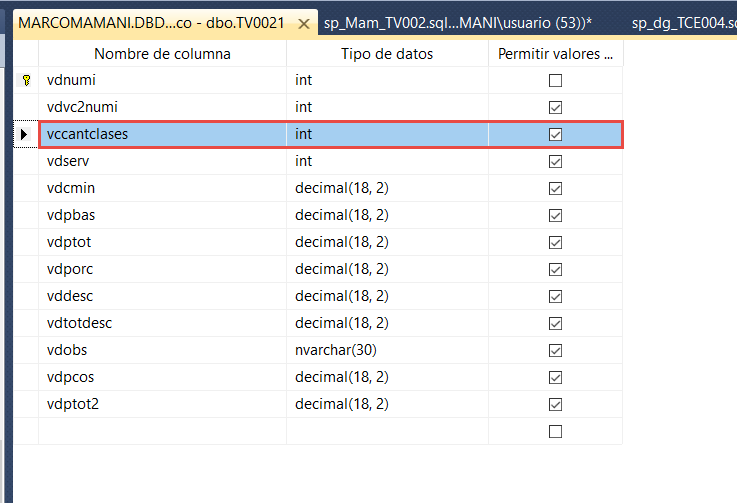 MARCOMAMANI.DBD...co - dbo.TV0021 sp_Mam_TV002.sql...MANI\usuario (53))* sp_dg_TCE004.sq
Nombre de columna Tipo de datos Permitir valores ...
vdnumi int
vdvc2numi int
vccantclases int
vdserv int
vdcmin decimal(18, 2)
vdpbas decimal(18, 2)
vdptot decimal(18, 2)
vdporc decimal(18, 2)
vddesc decimal(18, 2)
vdtotdesc decimal(18, 2)
vdobs nvarchar(30)
vdpcos decimal(18, 2)
vdptot2 decimal(18, 2)